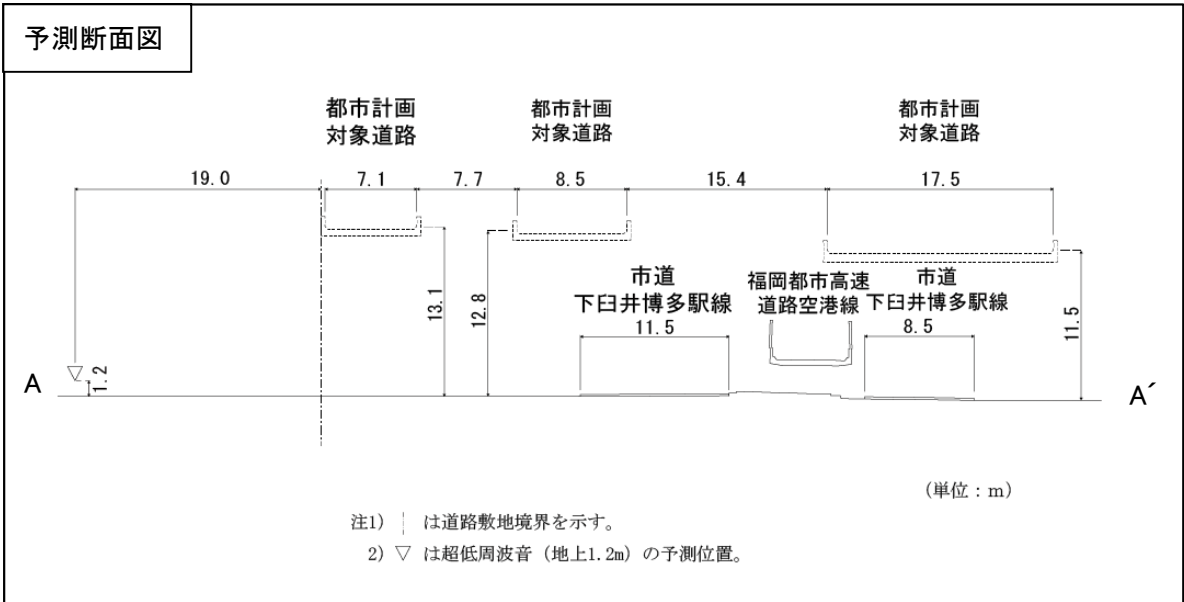 予測断面図
都市計画
対象道路
都市計画
対象道路
都市計画
対象道路
19.0
7.1
7.7
8.5
15.4
17.5
市道
下臼井博多駅線
11.5
福岡都市高速
道路空港線
市道
下臼井博多駅線
8.5
13.1
12.8
11.5
1.2
A
A´
(単位:m)
注1) ¦ は道路敷地境界を示す。
2) ▽ は超低周波音(地上1.2m)の予測位置。